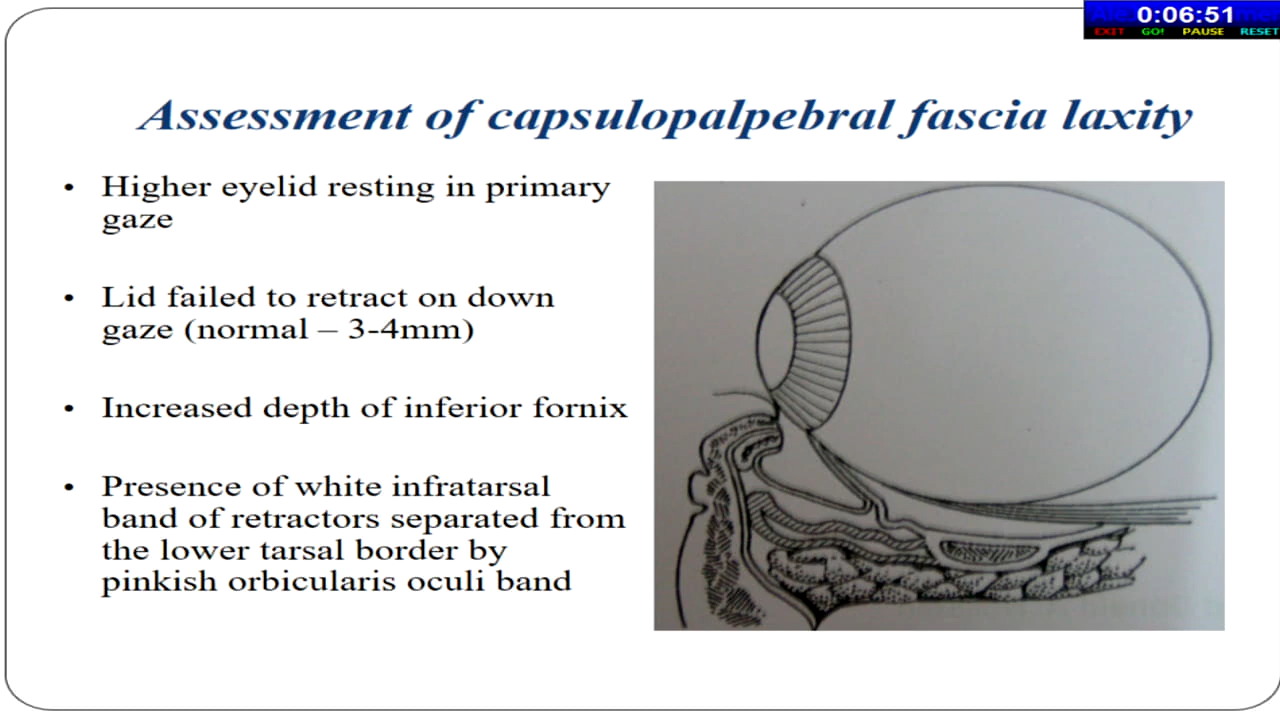 0:06:51
EXIT GO! PAUSE RESET
Assessment of capsulopalpebral fascia laxity
• Higher eyelid resting in primary
gaze
• Lid failed to retract on down
gaze (normal – 3-4mm)
• Increased depth of inferior fornix
• Presence of white infratarsal
band of retractors separated from
the lower tarsal border by
pinkish orbicularis oculi band